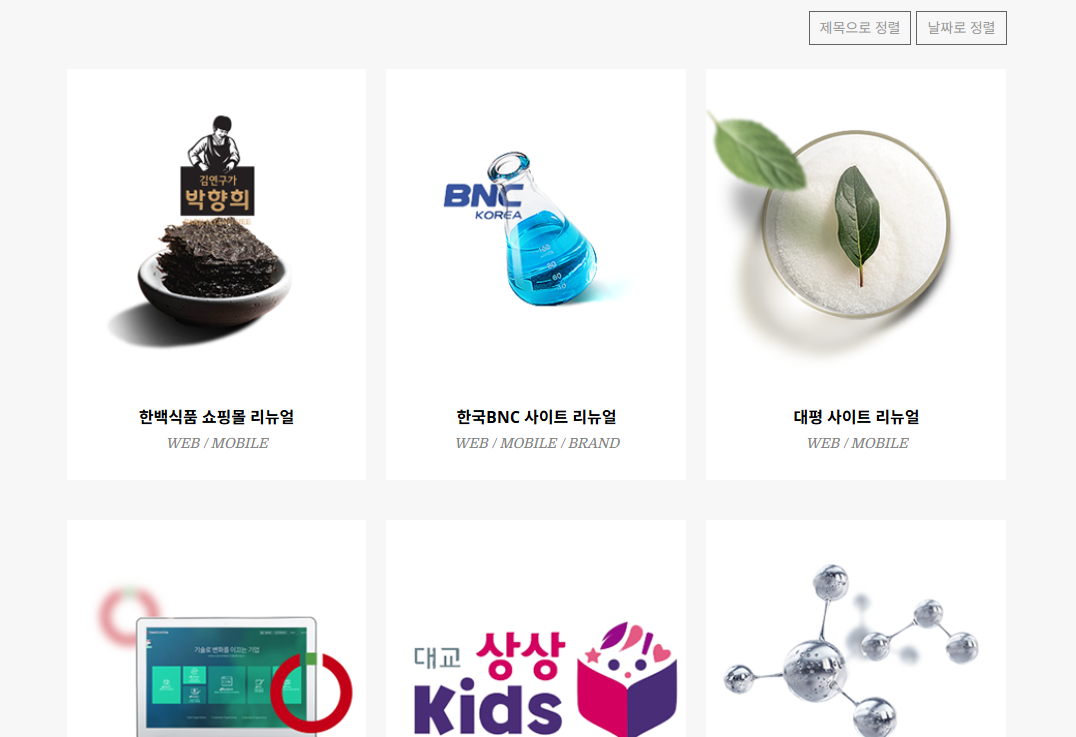 제목으로 정렬
날짜로 정렬
김연구가
박향희
BNC
KOREA
100
80
60
한백식품 쇼핑몰 리뉴얼
WEB / MOBILE
한국BNC 사이트 리뉴얼
WEB / MOBILE / BRAND
대평 사이트 리뉴얼
WEB / MOBILE
기술로 변화를 이끄는 기업
대교 상상
Kids